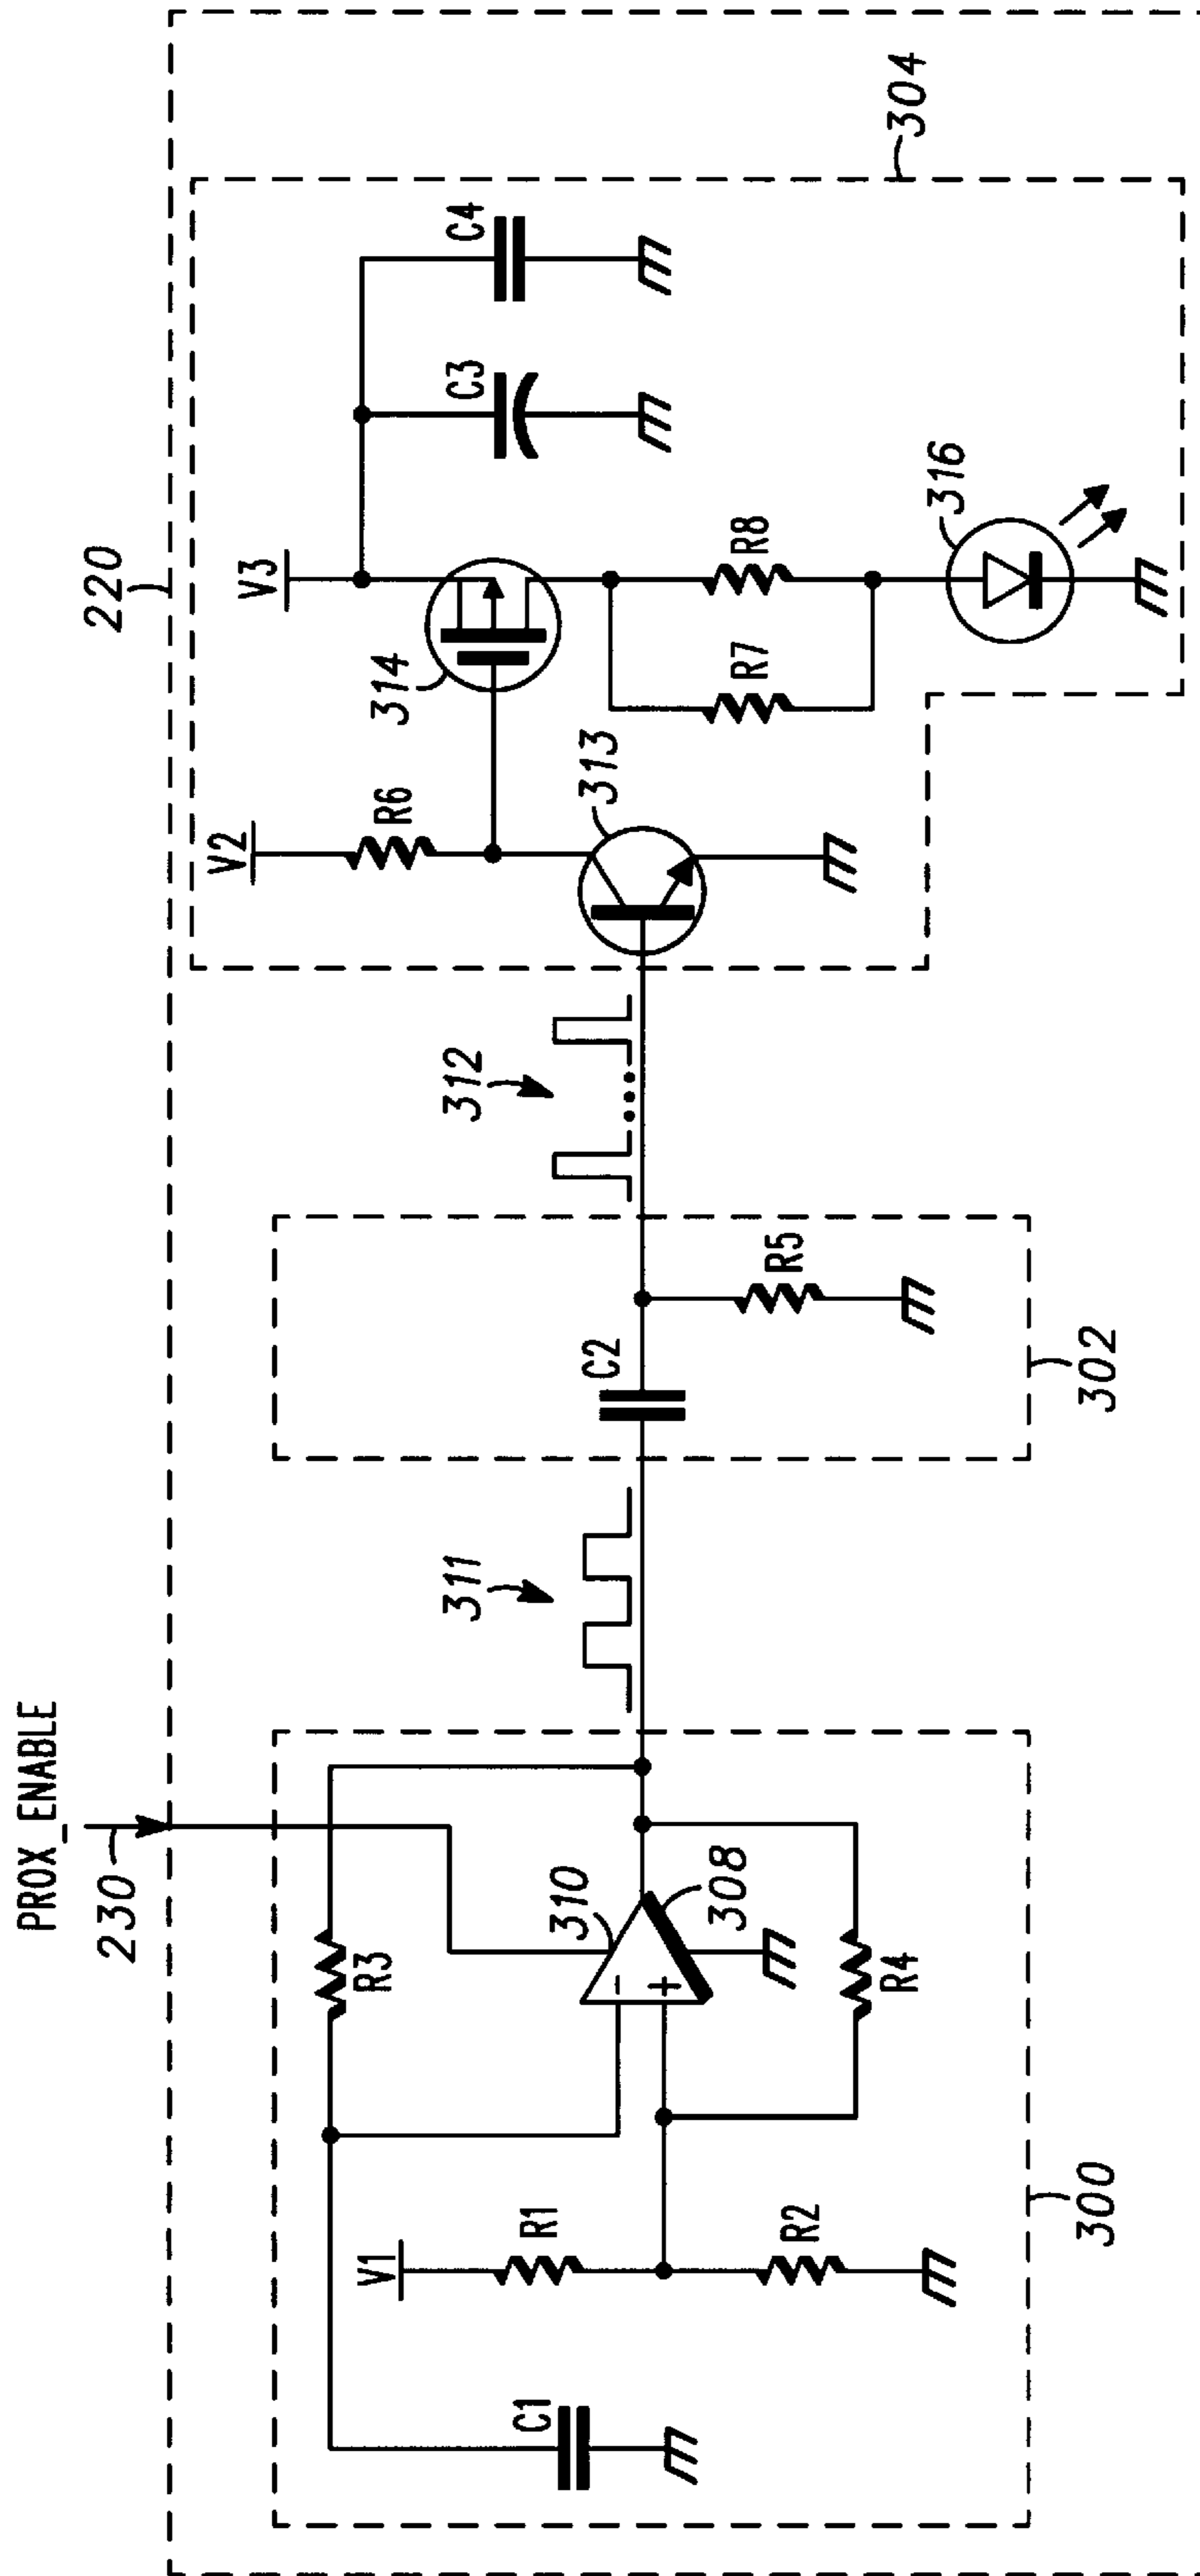 PROX_ENABLE
230
220
R3
C1
V1
R1
R2
310
308
R4
300
311
C2
R5
302
312
V2
R6
313
314
V3
R7
R8
316
C3
C4
304